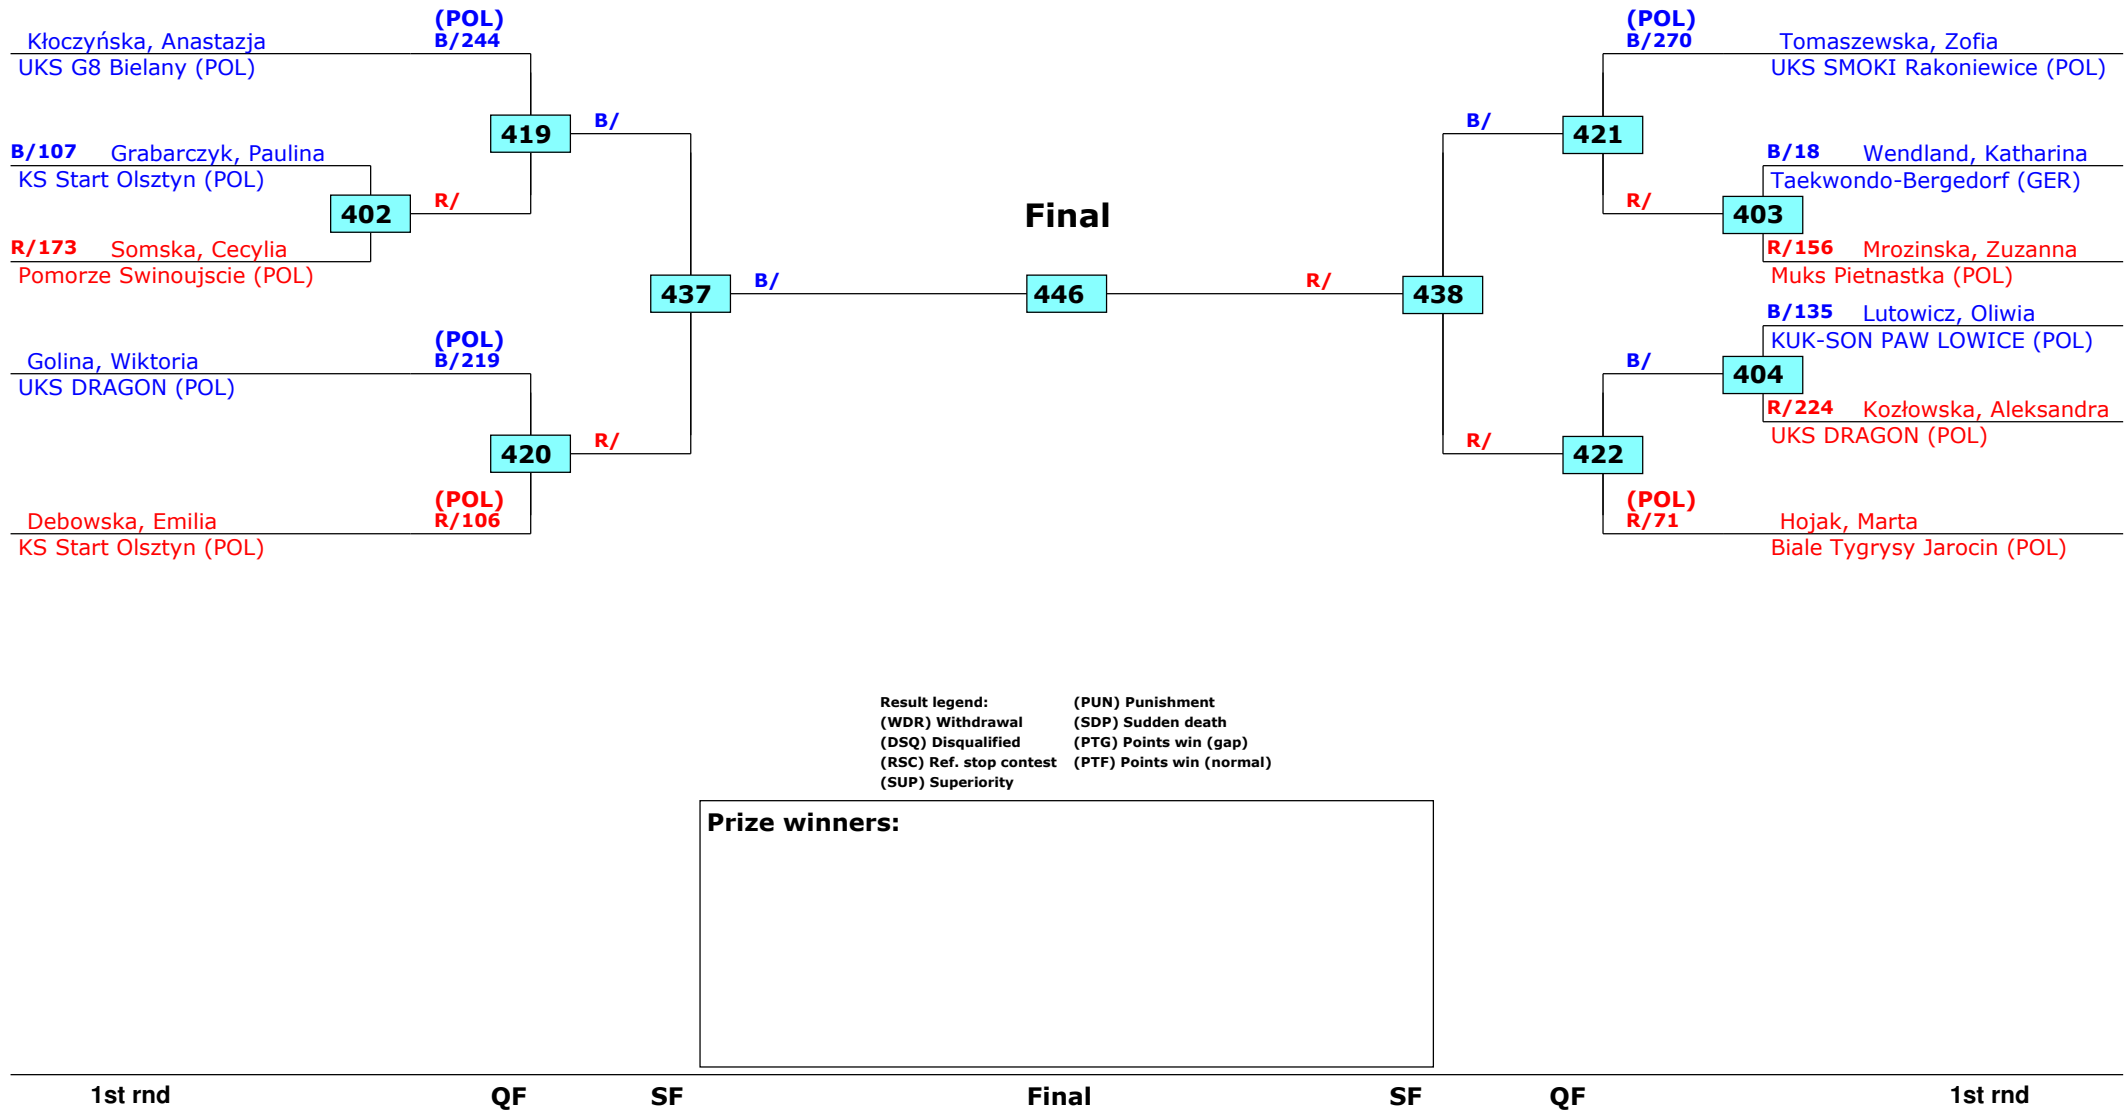 (POL)
Kłoczyńska, Anastazja B/244
UKS G8 Bielany (POL)
419
B/
B/107 Grabarczyk, Paulina
KS Start Olsztyn (POL)
402
R/
R/173 Somska, Cecylia
Pomorze Swinoujscie (POL)
437
B/
(POL)
Golina, Wiktoria B/219
UKS DRAGON (POL)
420
R/
(POL)
Debowska, Emilia R/106
KS Start Olsztyn (POL)
Final
446
(POL)
B/270 Tomaszewska, Zofia
UKS SMOKI Rakoniewice (POL)
B/
421
B/18 Wendland, Katharina
Taekwondo-Bergedorf (GER)
R/
403
R/156 Mrozinska, Zuzanna
Muks Pietnastka (POL)
R/
438
B/135 Lutowicz, Oliwia
KUK-SON PAW LOWICE (POL)
B/
404
R/224 Kozłowska, Aleksandra
UKS DRAGON (POL)
R/
422
(POL)
R/71 Hojak, Marta
Biale Tygrysy Jarocin (POL)
Result legend: (PUN) Punishment
(WDR) Withdrawal (SDP) Sudden death
(DSQ) Disqualified (PTG) Points win (gap)
(RSC) Ref. stop contest (PTF) Points win (normal)
(SUP) Superiority
Prize winners:
1st rnd QF SF Final SF QF 1st rnd